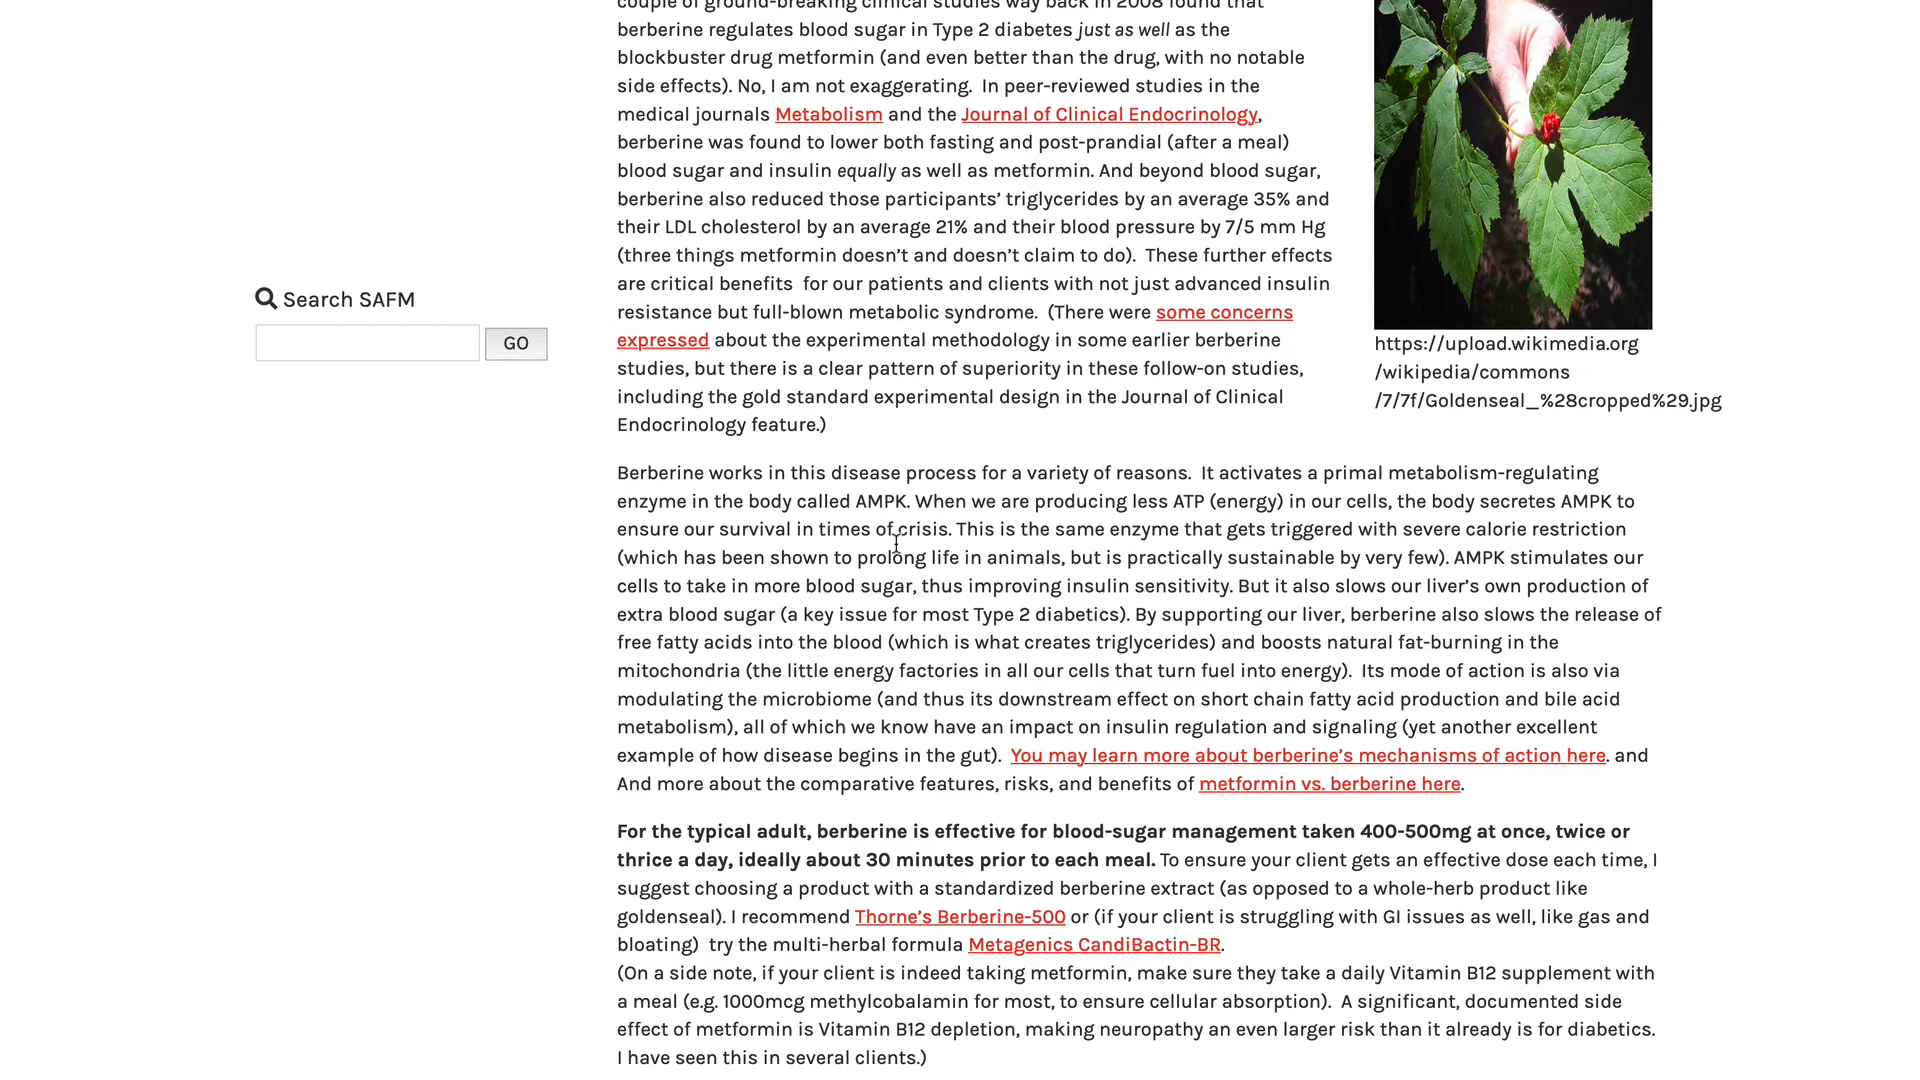 couple of ground-breaking clinical studies way back in 2008 found that
berberine regulates blood sugar in Type 2 diabetes just as well as the
blockbuster drug metformin (and even better than the drug, with no notable
side effects). No, I am not exaggerating.  In peer-reviewed studies in the
medical journals Metabolism and the Journal of Clinical Endocrinology,
berberine was found to lower both fasting and post-prandial (after a meal)
blood sugar and insulin equally as well as metformin. And beyond blood sugar,
berberine also reduced those participants’ triglycerides by an average 35% and
their LDL cholesterol by an average 21% and their blood pressure by 7/5 mm Hg
(three things metformin doesn’t and doesn’t claim to do).  These further effects
are critical benefits  for our patients and clients with not just advanced insulin
resistance but full-blown metabolic syndrome.  (There were some concerns
expressed about the experimental methodology in some earlier berberine
studies, but there is a clear pattern of superiority in these follow-on studies,
including the gold standard experimental design in the Journal of Clinical
Endocrinology feature.)
https://upload.wikimedia.org
/wikipedia/commons
/7/7f/Goldenseal_%28cropped%29.jpg
Search SAFM
GO
Berberine works in this disease process for a variety of reasons.  It activates a primal metabolism-regulating
enzyme in the body called AMPK. When we are producing less ATP (energy) in our cells, the body secretes AMPK to
ensure our survival in times of crisis. This is the same enzyme that gets triggered with severe calorie restriction
(which has been shown to prolong life in animals, but is practically sustainable by very few). AMPK stimulates our
cells to take in more blood sugar, thus improving insulin sensitivity. But it also slows our liver’s own production of
extra blood sugar (a key issue for most Type 2 diabetics). By supporting our liver, berberine also slows the release of
free fatty acids into the blood (which is what creates triglycerides) and boosts natural fat-burning in the
mitochondria (the little energy factories in all our cells that turn fuel into energy).  Its mode of action is also via
modulating the microbiome (and thus its downstream effect on short chain fatty acid production and bile acid
metabolism), all of which we know have an impact on insulin regulation and signaling (yet another excellent
example of how disease begins in the gut).  You may learn more about berberine’s mechanisms of action here. and
And more about the comparative features, risks, and benefits of metformin vs. berberine here.
For the typical adult, berberine is effective for blood-sugar management taken 400-500mg at once, twice or
thrice a day, ideally about 30 minutes prior to each meal. To ensure your client gets an effective dose each time, I
suggest choosing a product with a standardized berberine extract (as opposed to a whole-herb product like
goldenseal). I recommend Thorne’s Berberine-500 or (if your client is struggling with GI issues as well, like gas and
bloating)  try the multi-herbal formula Metagenics CandiBactin-BR.
(On a side note, if your client is indeed taking metformin, make sure they take a daily Vitamin B12 supplement with
a meal (e.g. 1000mcg methylcobalamin for most, to ensure cellular absorption).  A significant, documented side
effect of metformin is Vitamin B12 depletion, making neuropathy an even larger risk than it already is for diabetics.
I have seen this in several clients.)